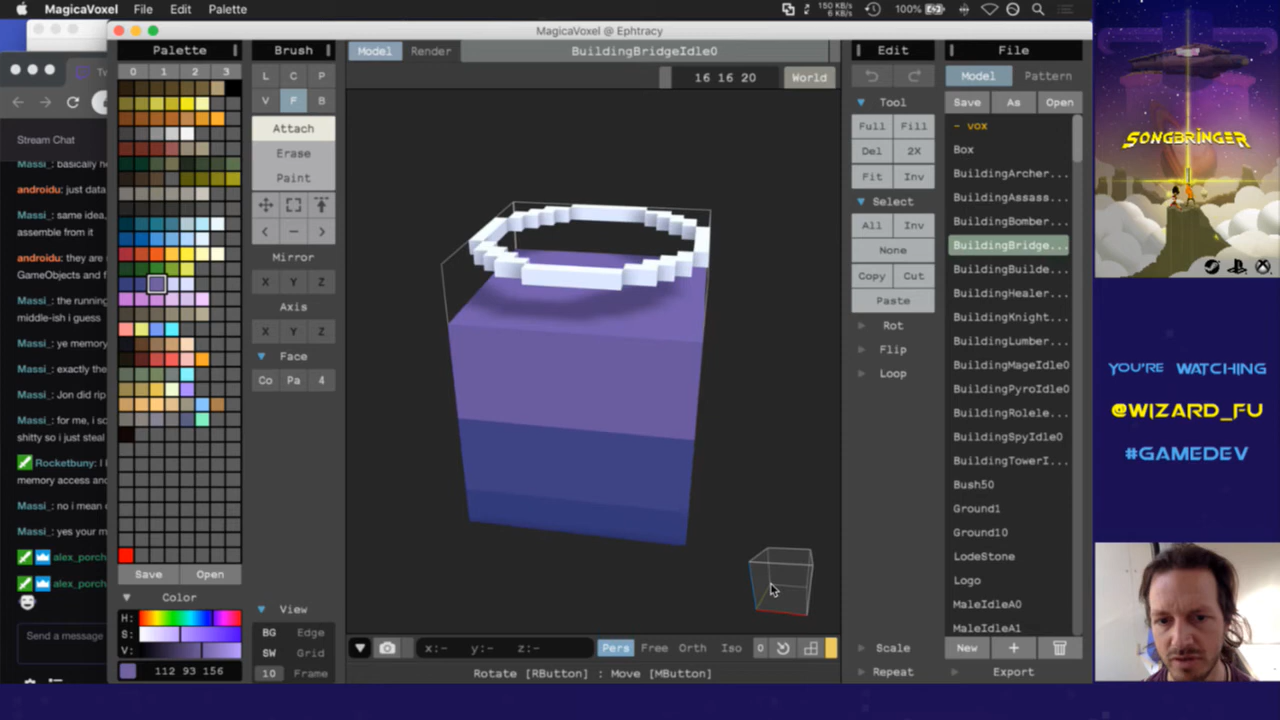 MagicaVoxel File Edit Palette
150 KB/s
6 KB/s
100%
MagicaVoxel @ Ephtracy
Palette
0 1 2 3
Save Open
Color
H:
S:
V:
112 93 156
Brush
L C P
V F B
Attach
Erase
Paint
Mirror
X Y Z
Axis
X Y Z
Face
Co Pa 4
View
BG Edge
SW Grid
10 Frame
Model Render BuildingBridgeIdle0
16 16 20 World
x:- y:- z:-
Pers Free Orth Iso 0
Rotate [RButton] : Move [MButton]
Edit
Tool
Full Fill
Del 2X
Fit Inv
Select
All Inv
None
Copy Cut
Paste
Rot
Flip
Loop
Scale
Repeat
File
Model Pattern
Save As Open
- vox
Box
BuildingArcher...
BuildingAssass...
BuildingBomber...
BuildingBridge...
BuildingBuilde...
BuildingHealer...
BuildingKnight...
BuildingLumber...
BuildingMageIdle0
BuildingPyroIdle0
BuildingRolele...
BuildingSpyIdle0
BuildingTowerI...
Bush50
Ground1
Ground10
LodeStone
Logo
MaleIdleA0
MaleIdleA1
New +
Export
Stream Chat
Massi_: basically he
androidu: just data
Massi_: same idea,
assemble from it
androidu: they are s
GameObjects and f
Massi_: the running
middle-ish i guess
Massi_: ye memory
Massi_: exactly the
Massi_: Jon did rip
Massi_: for me, i so
shitty so i just steal
Rocketbuny: I l
memory access and
Massi_: no i mean o
Massi_: yes your m
alex_porch
alex_porch
Send a message
SONGBRINGER
YOU'RE WATCHING
@WIZARD_FU
#GAMEDEV